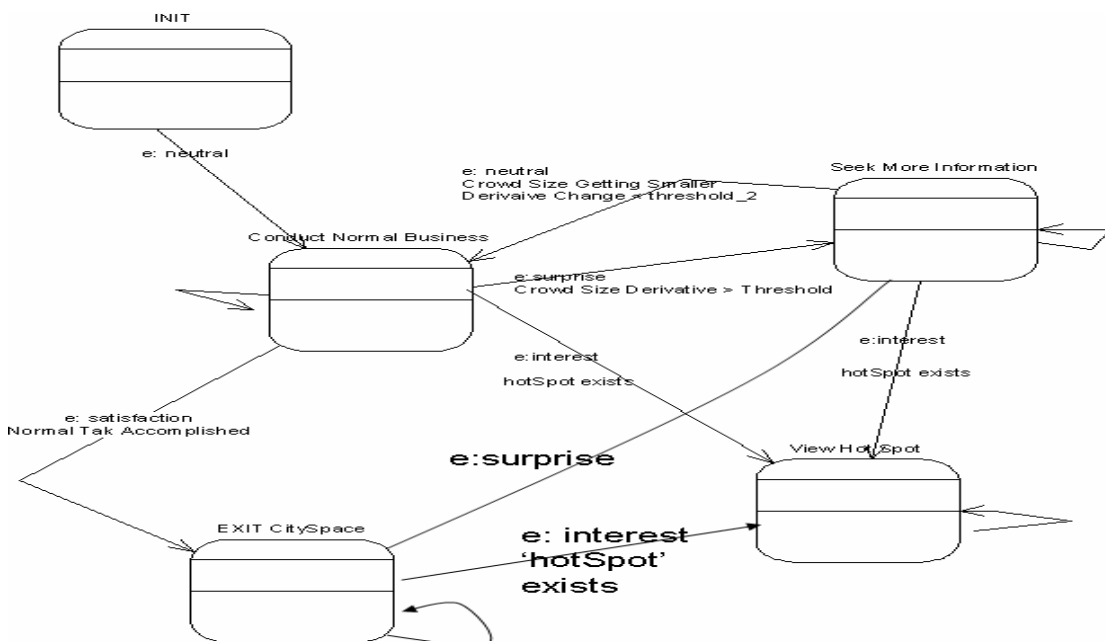 INIT
e: neutral
Seek More Information
e: neutral
Crowd Size Getting Smaller
Derivaive Change < threshold_2
Conduct Normal Business
e:surprise
Crowd Size Derivative > Threshold
e:interest
hotSpot exists
e:interest
hotSpot exists
e: satisfaction
Normal Tak Accomplished
e:surprise
View Hot Spot
EXIT CitySpace
e: interest
‘hotSpot’
exists